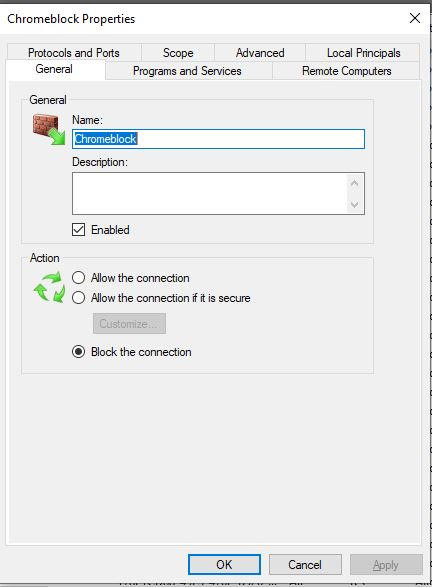 Chromeblock Properties
Protocols and Ports
Scope
Advanced
Local Principals
General
Programs and Services
Remote Computers
General
Name:
Chromeblock
Description:
Enabled
Action
Allow the connection
Allow the connection if it is secure
Customize...
Block the connection
OK
Cancel
Apply